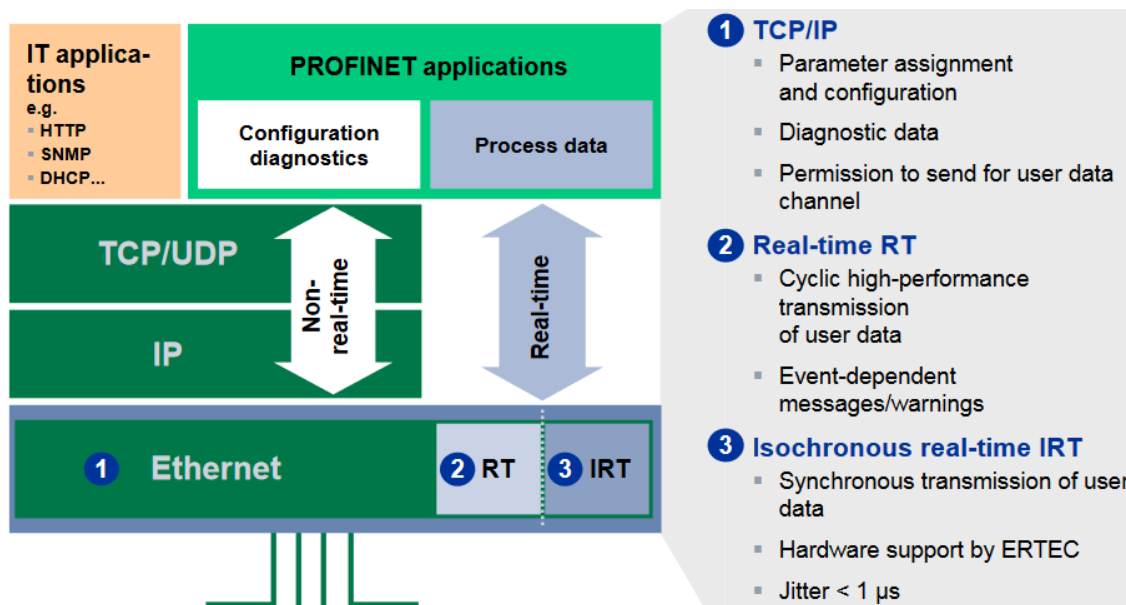 IT applica-
tions
e.g.
HTTP
SNMP
DHCP...
PROFINET applications
Configuration
diagnostics
Process data
TCP/UDP
IP
Non-
real-time
Real-time
1 Ethernet
2 RT
3 IRT
1 TCP/IP
Parameter assignment
and configuration
Diagnostic data
Permission to send for user data
channel
2 Real-time RT
Cyclic high-performance
transmission
of user data
Event-dependent
messages/warnings
3 Isochronous real-time IRT
Synchronous transmission of user
data
Hardware support by ERTEC
Jitter < 1 µs